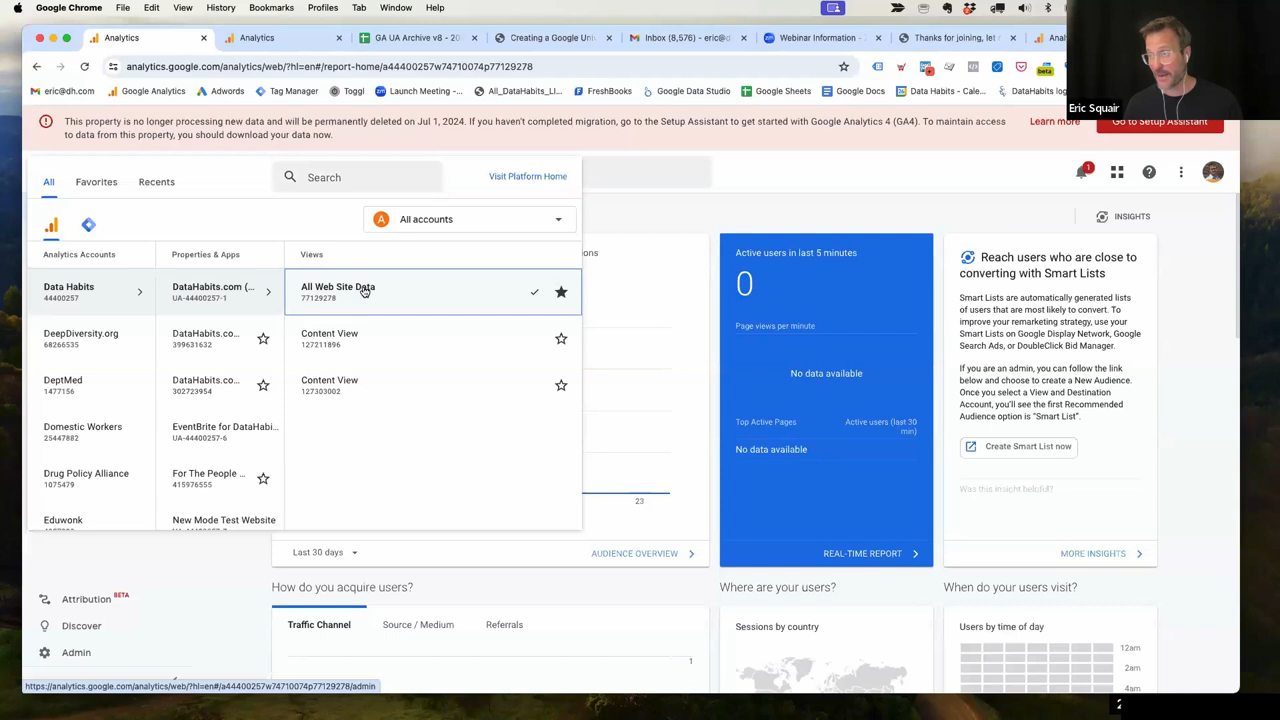 Google Chrome File Edit View History Bookmarks Profiles Tab Window Help
Analytics
Analytics
GA UA Archive v8 - 20
Creating a Google Uni
Inbox (8,576) - eric@d
Webinar Information -
Thanks for joining, let
Ana
analytics.google.com/analytics/web/?hl=en#/report-home/a44400257w74710074p77129278
beta
eric@dh.com
Google Analytics
Adwords
Tag Manager
Toggl
Launch Meeting -...
All_DataHabits_LI...
FreshBooks
Google Data Studio
Google Sheets
Google Docs
Data Habits - Cale...
DataHabits log
Eric Squair
This property is no longer processing new data and will be permanently deleted on Jul 1, 2024. If you haven't completed migration, go to the Setup Assistant to get started with Google Analytics 4 (GA4). To maintain access
to data from this property, you should download your data now.
Learn more
Go to Setup Assistant
All
Favorites
Recents
Search
Visit Platform Home
1
A All accounts
INSIGHTS
Analytics Accounts
Properties & Apps
Views
Data Habits
44400257
DeepDiversity.org
68266535
DeptMed
1477156
Domestic Workers
25447882
Drug Policy Alliance
1075479
Eduwonk
DataHabits.com (...
UA-44400257-1
DataHabits.co...
399631632
DataHabits.co...
302723954
EventBrite for DataHabi...
UA-44400257-6
For The People ...
415976555
New Mode Test Website
All Web Site Data
77129278
Content View
127211896
Content View
127303002
ons
23
Last 30 days
AUDIENCE OVERVIEW
Active users in last 5 minutes
0
Page views per minute
No data available
Top Active Pages
Active users (last 30
min)
No data available
REAL-TIME REPORT
Reach users who are close to
converting with Smart Lists
Smart Lists are automatically generated lists
of users that are most likely to convert. To
improve your remarketing strategy, use your
Smart Lists on Google Display Network, Google
Search Ads, or DoubleClick Bid Manager.
If you are an admin, you can follow the link
below and choose to create a New Audience.
Once you select a View and Destination
Account, you'll see the first Recommended
Audience option is "Smart List".
Create Smart List now
Was this insight helpful?
MORE INSIGHTS
Attribution BETA
Discover
Admin
How do you acquire users?
Traffic Channel
Source / Medium
Referrals
1
Where are your users?
Sessions by country
When do your users visit?
Users by time of day
12am
2am
4am
https://analytics.google.com/analytics/web/?hl=en#/a44400257w74710074p77129278/admin